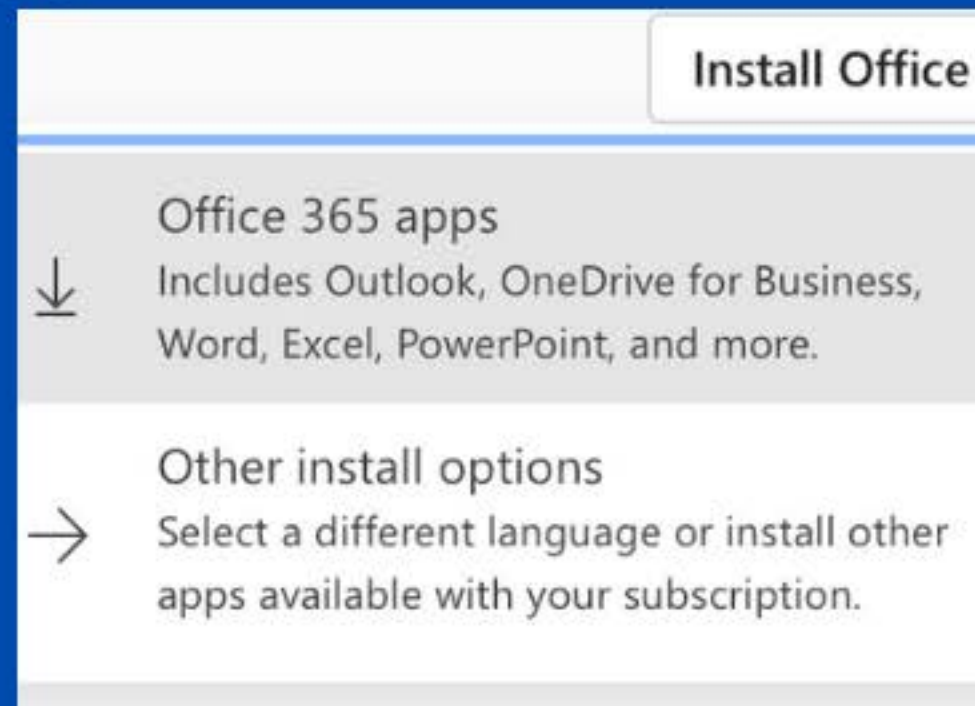 Install Office
Office 365 apps
Includes Outlook, OneDrive for Business,
Word, Excel, PowerPoint, and more.
Other install options
Select a different language or install other
apps available with your subscription.